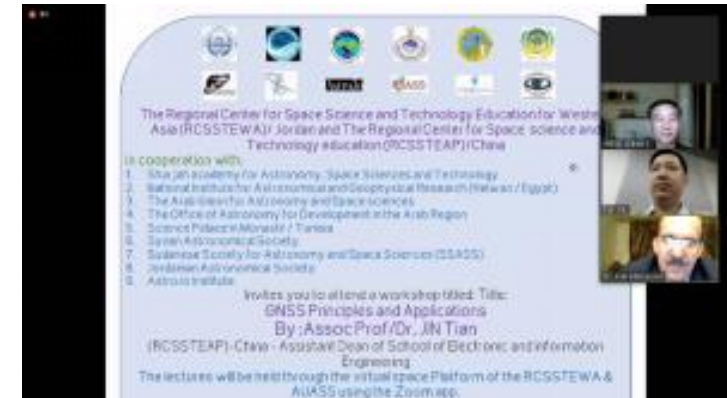 The Regional Center for Space Science and Technology Education for Weste
Asia (RCSSTEWA)/ Jordan and The Regional Center for Space science and
Technology education (RCSSTEAP)/China
In cooperation with:
1. Sharjah academy for Astronomy, Space Sciences and Technology
2. National Institute for Astronomical and Geophysical Research (Helwan / Egypt)
3. The Arab Union for Astronomy and Space sciences
4. The Office of Astronomy for Development in the Arab Region
5. Science Palace in Monastir / Tunisia
6. Syrian Astronomical Society
7. Sudanese Society for Astronomy and Space Sciences (SSASS)
8. Jordanian Astronomical Society
9. Institute
Invites you to attend a workshop titled: Title:
GNSS Principles and Applications
By :Assoc Prof/Dr. JIN Tian
(RCSSTEAP)-China - Assistant Dean of School of Electronic and information
Engineering
The lectures will be held through the virtual space Platform of the RCSSTEWA &
AUASS using the Zoom app.